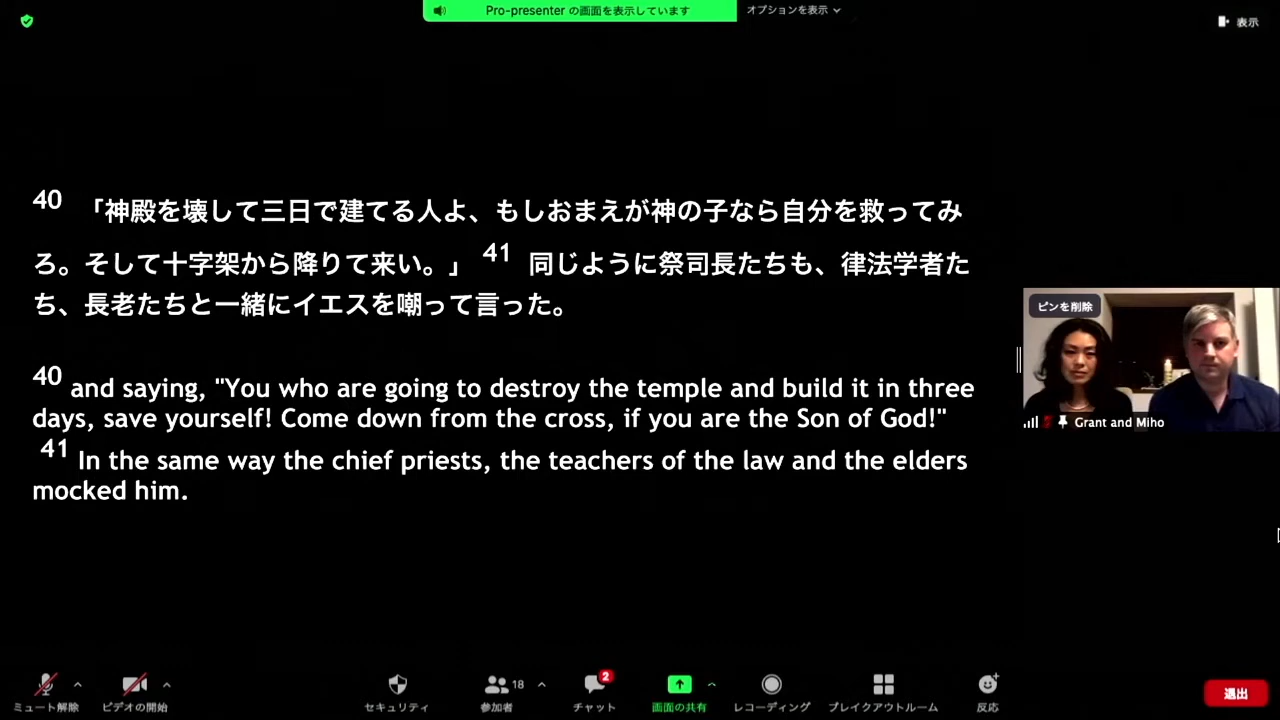 Pro-presenter の画面を表示しています
オプションを表示
表示
40 「神殿を壊して三日で建てる人よ、もしおまえが神の子なら自分を救ってみ
ろ。そして十字架から降りて来い。」 41 同じように祭司長たちも、律法学者た
ち、長老たちと一緒にイエスを嘲って言った。
40 and saying, "You who are going to destroy the temple and build it in three
days, save yourself! Come down from the cross, if you are the Son of God!"
41 In the same way the chief priests, the teachers of the law and the elders
mocked him.
ピンを削除
Grant and Miho
ミュート解除
ビデオの開始
セキュリティ
18
参加者
2
チャット
画面の共有
レコーディング
ブレイクアウトルーム
反応
退出